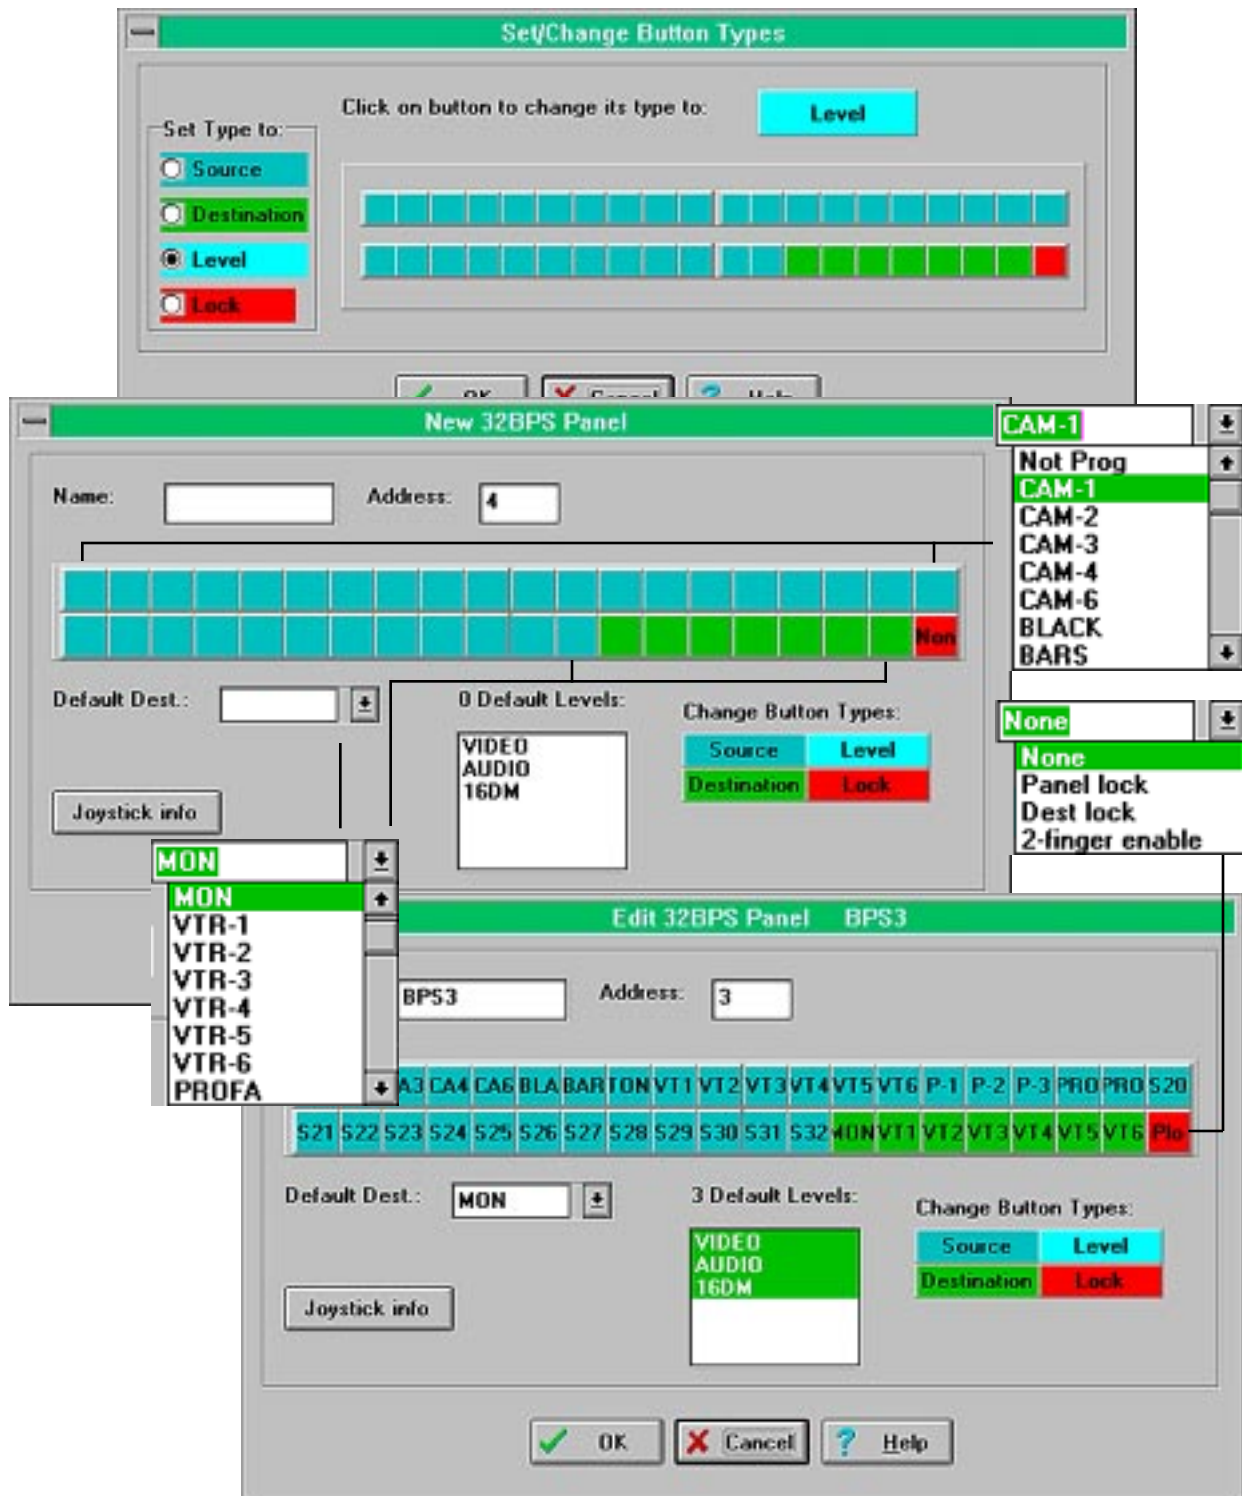 Set/Change Button Types
Click on button to change its type to:
Level
Set Type to:
Source
Destination
Level
Lock
OK Cancel Help
New 32BPS Panel
Name:
Address: 4
Non
Default Dest.:
0 Default Levels:
VIDEO
AUDIO
16DM
Change Button Types:
Source Level
Destination Lock
Joystick info
CAM-1
Not Prog
CAM-1
CAM-2
CAM-3
CAM-4
CAM-6
BLACK
BARS
None
None
Panel lock
Dest lock
2-finger enable
MON
MON
VTR-1
VTR-2
VTR-3
VTR-4
VTR-5
VTR-6
PROFA
Edit 32BPS Panel BPS3
BPS3
Address: 3
A3 CA4 CA6 BLA BAR TON VT1 VT2 VT3 VT4 VT5 VT6 P-1 P-2 P-3 PRO PRO S20
S21 S22 S23 S24 S25 S26 S27 S28 S29 S30 S31 S32 MON VT1 VT2 VT3 VT4 VT5 VT6 Plo
Default Dest.: MON
3 Default Levels:
VIDEO
AUDIO
16DM
Change Button Types:
Source Level
Destination Lock
Joystick info
OK Cancel Help